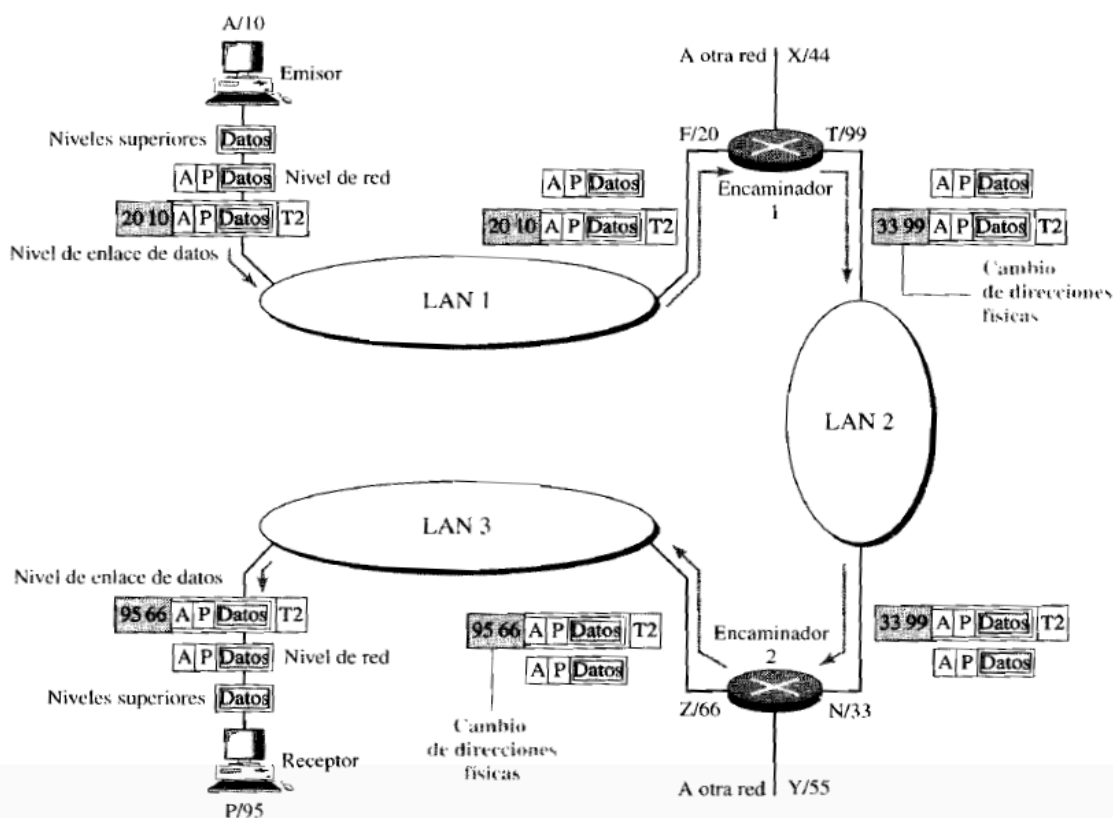 A/10
Emisor
Niveles superiores Datos
A P Datos Nivel de red
20 10 A P Datos T2
Nivel de enlace de datos
LAN 1
A P Datos
20 10 A P Datos T2
A otra red X/44
F/20 T/99
Encaminador
1
A P Datos
33 99 A P Datos T2
Cambio
de direcciones
físicas
LAN 2
LAN 3
Nivel de enlace de datos
95 66 A P Datos T2
A P Datos Nivel de red
Niveles superiores Datos
Receptor
P/95
95 66 A P Datos T2
A P Datos
Cambio
de direcciones
físicas
Encaminador
2
Z/66 N/33
A otra red Y/55
33 99 A P Datos T2
A P Datos